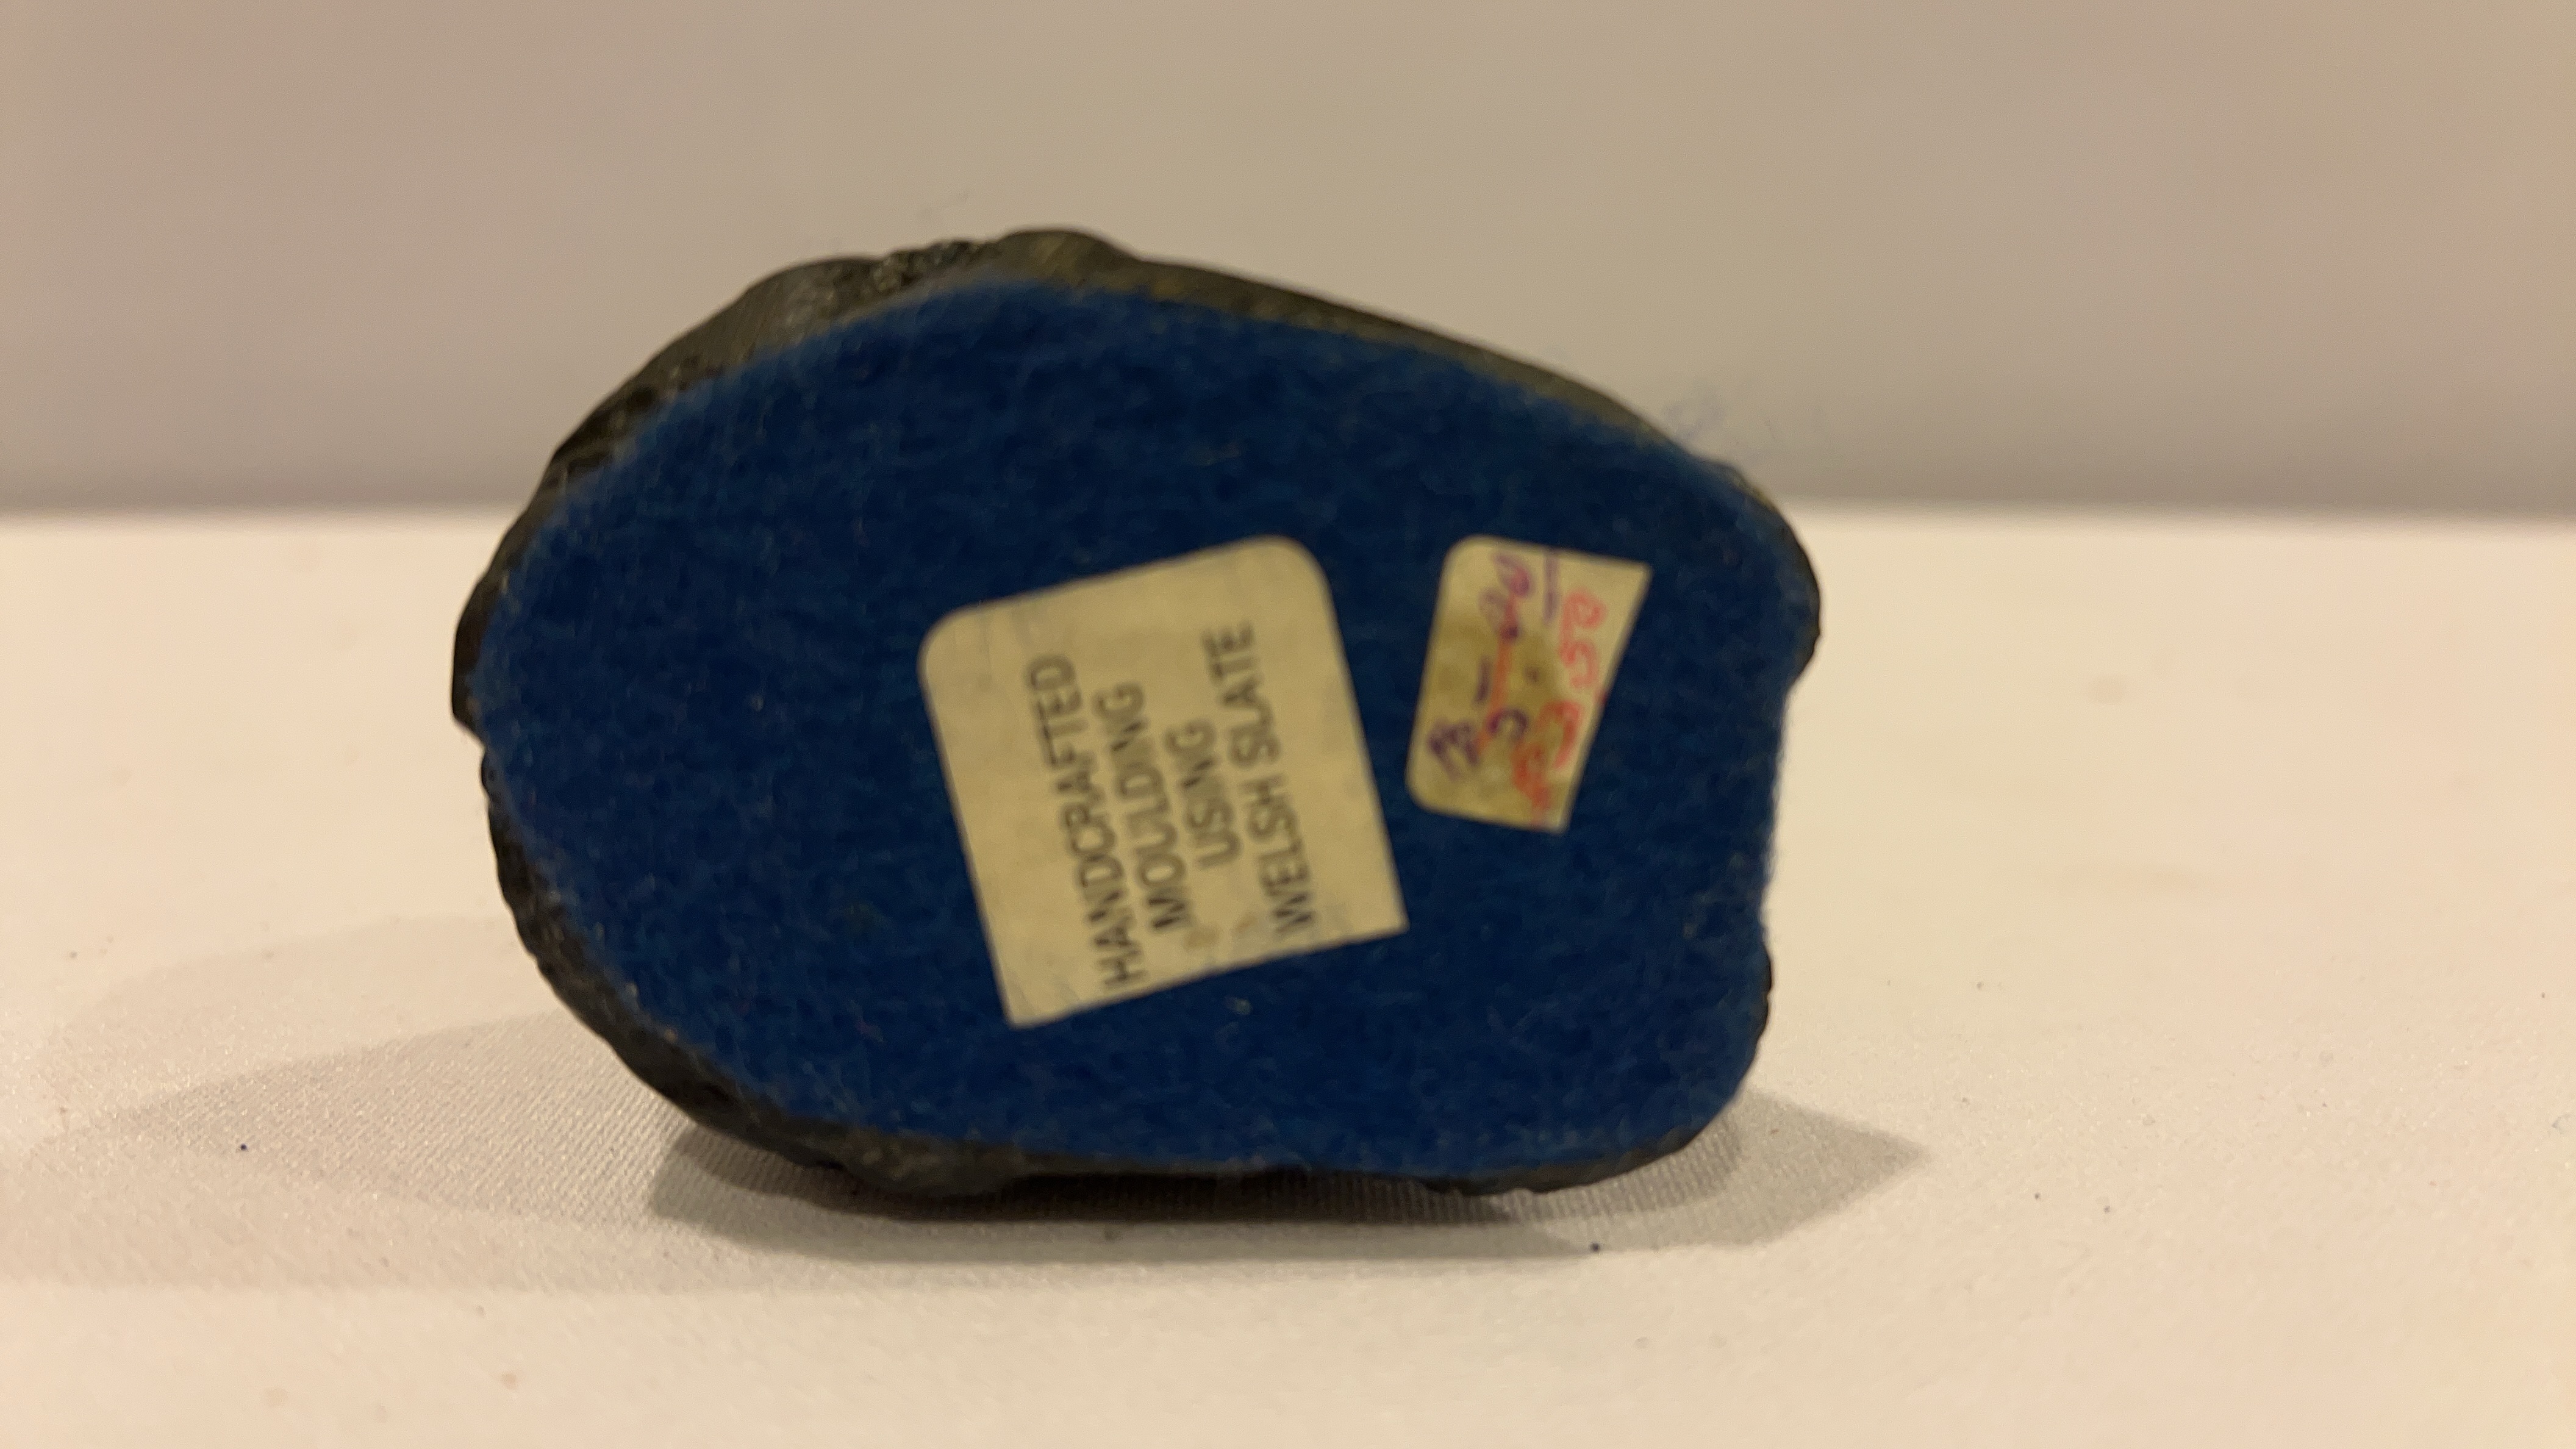 HANDCRAFTED
MOULDING
USING
WELSH SLATE